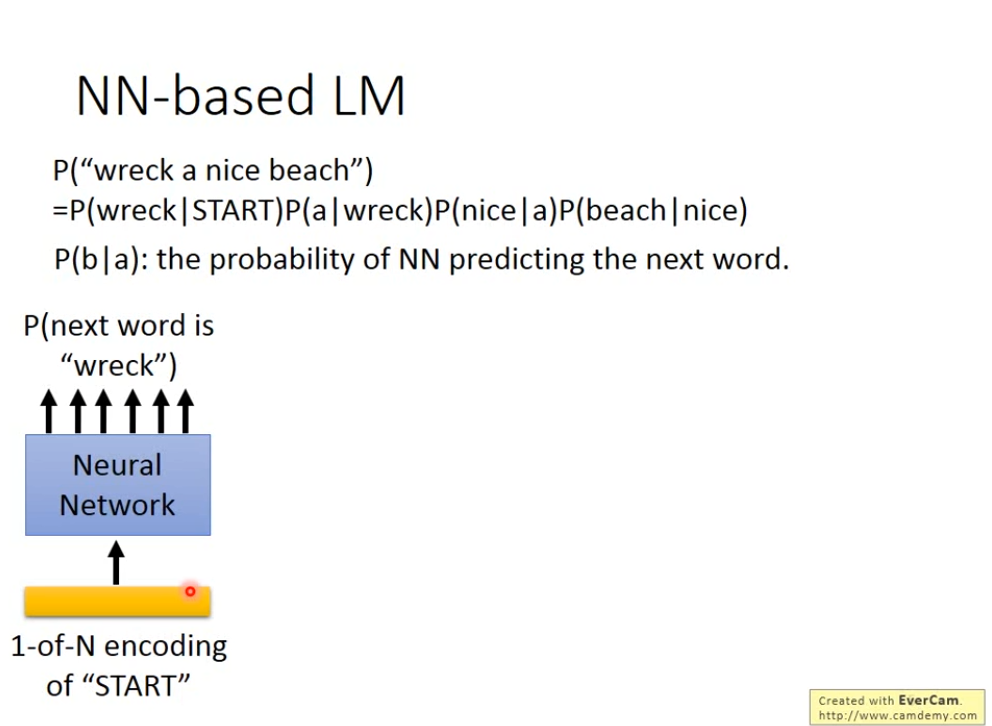 NN-based LM
P(“wreck a nice beach”)
=P(wreck|START)P(a|wreck)P(nice|a)P(beach|nice)
P(b|a): the probability of NN predicting the next word.
P(next word is
“wreck”)
Neural
Network
1-of-N encoding
of “START”
Created with EverCam.
http://www.camdemy.com